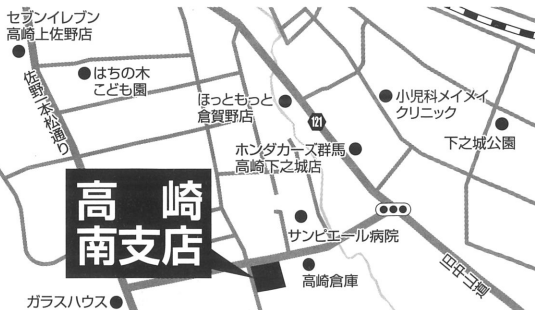 セブンイレブン
高崎上佐野店
はちの木
こども園
佐野一本松通り
ほっともっと
倉賀野店
121
小児科メイメイ
クリニック
下之城公園
ホンダカーズ群馬
高崎下之城店
高崎
南支店
サンピエール病院
高崎倉庫
旧中山道
ガラスハウス